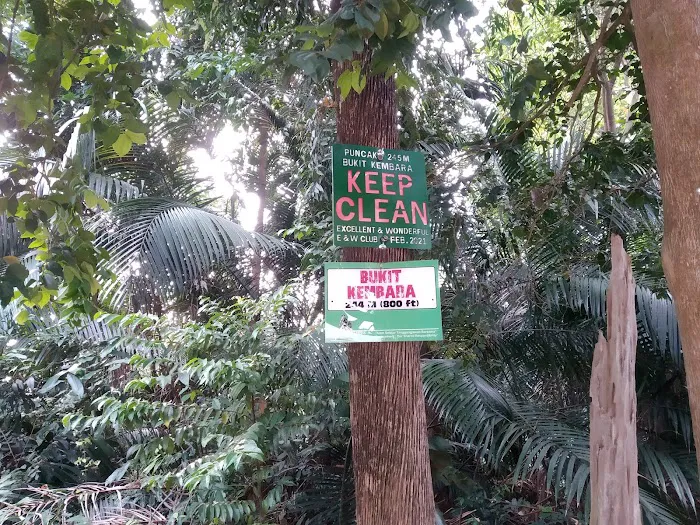 PUNCAK 245M
BUKIT KEMBARA
KEEP
CLEAN
EXCELLENT & WONDERFUL
E & W CLUB FEB. 2021
BUKIT
KEMBARA
244 M (800 ft)